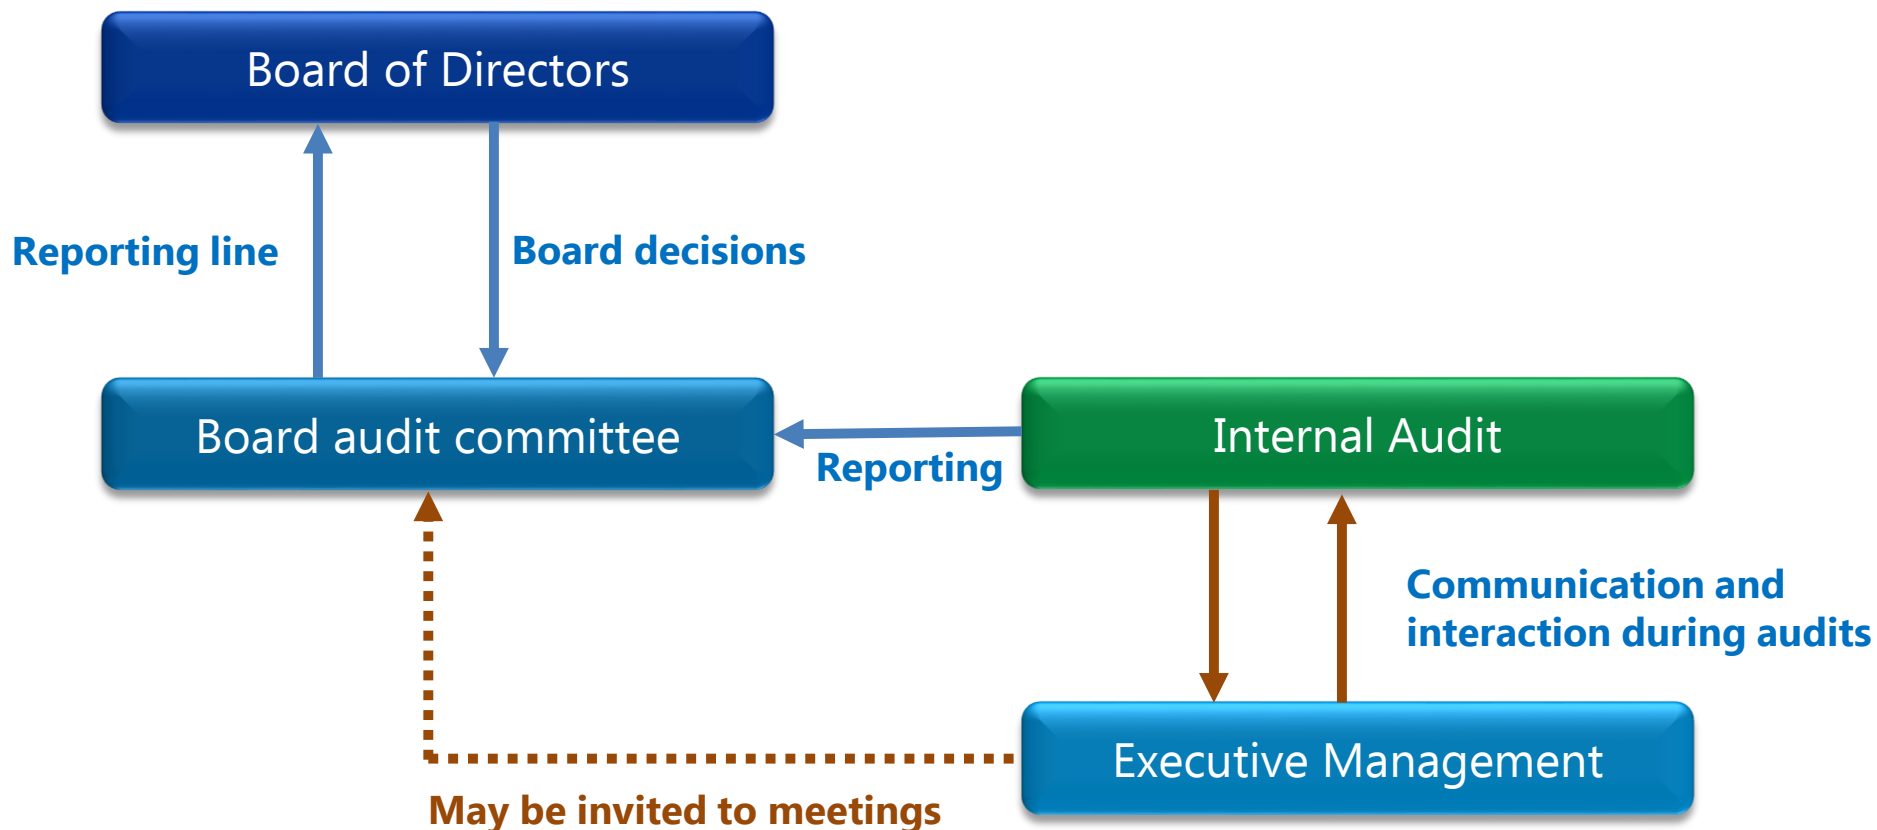 Board of Directors
Reporting line
Board decisions
Board audit committee
Reporting
Internal Audit
Communication and
interaction during audits
Executive Management
May be invited to meetings